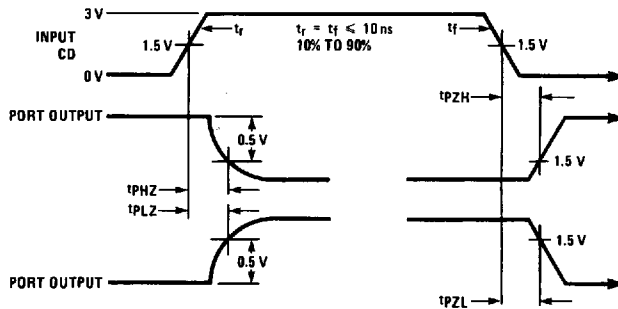 3 V
INPUT
CD
1.5 V
0 V
tr
tr = tf ≤ 10 ns
10% TO 90%
tf
1.5 V
PORT OUTPUT
0.5 V
tPZH
1.5 V
tPHZ
tPLZ
0.5 V
1.5 V
PORT OUTPUT
tPZL